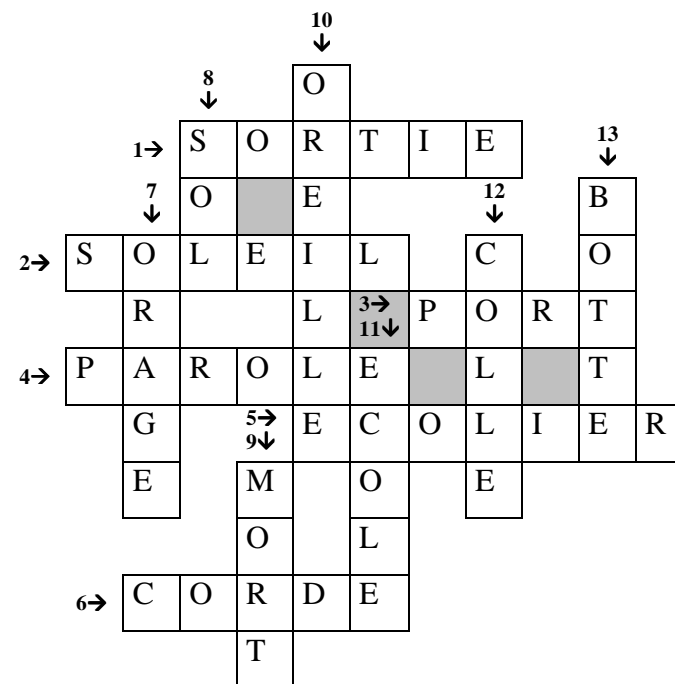 10
↓
8
↓ O
1→ S O R T I E 13
↓
7
↓ O E 12
↓ B
2→ S O L E I L C O
R L 3→
11↓ P O R T
4→ P A R O L E L T
G 5→
9↓ E C O L I E R
E M O E
O L
6→ C O R D E
T